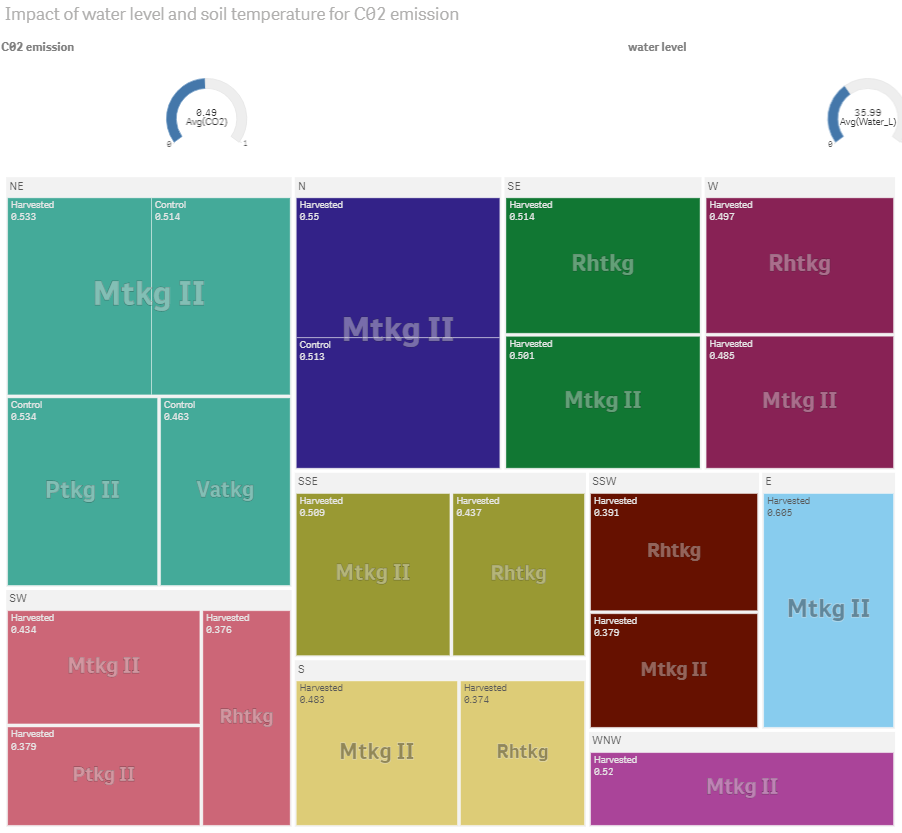 Impact of water level and soil temperature for C02 emission
C02 emission
water level
0.49
Avg(CO2)
0
1
35.99
Avg(Water_L)
0
NE
Harvested
0.533
Control
0.514
Mtkg II
Control
0.534
Ptkg II
Control
0.463
Vatkg
N
Harvested
0.55
Mtkg II
Control
0.513
SE
Harvested
0.514
Rhtkg
Harvested
0.501
Mtkg II
W
Harvested
0.497
Rhtkg
Harvested
0.485
Mtkg II
SW
Harvested
0.434
Mtkg II
Harvested
0.379
Ptkg II
Harvested
0.376
Rhtkg
SSE
Harvested
0.509
Mtkg II
Harvested
0.437
Rhtkg
S
Harvested
0.483
Mtkg II
Harvested
0.374
Rhtkg
SSW
Harvested
0.391
Rhtkg
Harvested
0.379
Mtkg II
E
Harvested
0.605
Mtkg II
WNW
Harvested
0.52
Mtkg II